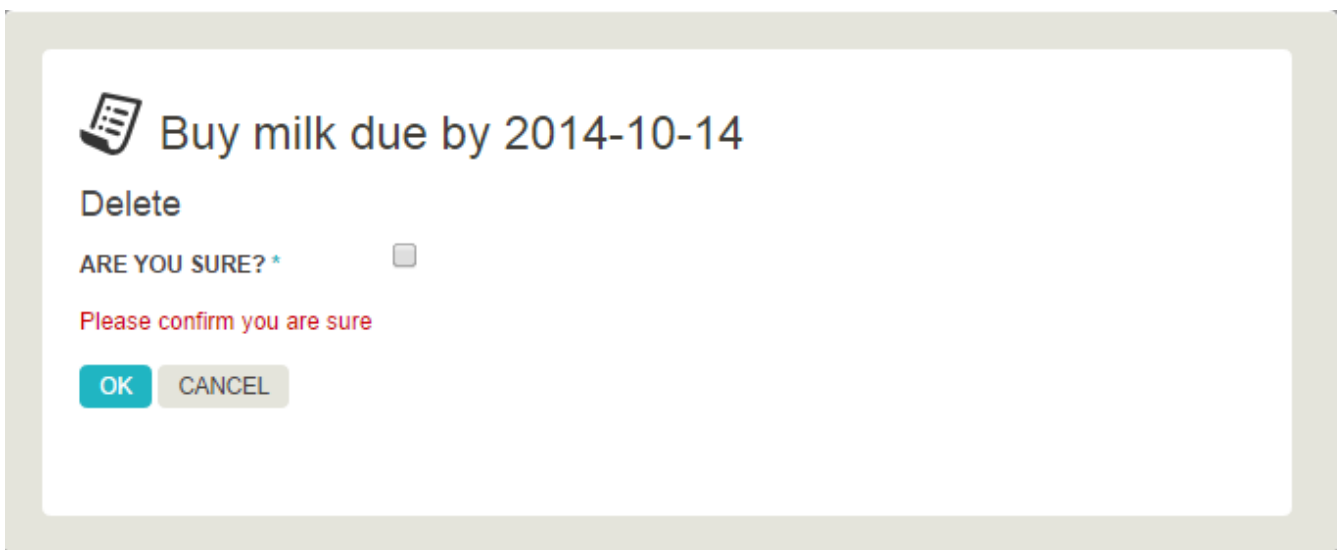 Buy milk due by 2014-10-14
Delete
ARE YOU SURE? *
Please confirm you are sure
OK CANCEL